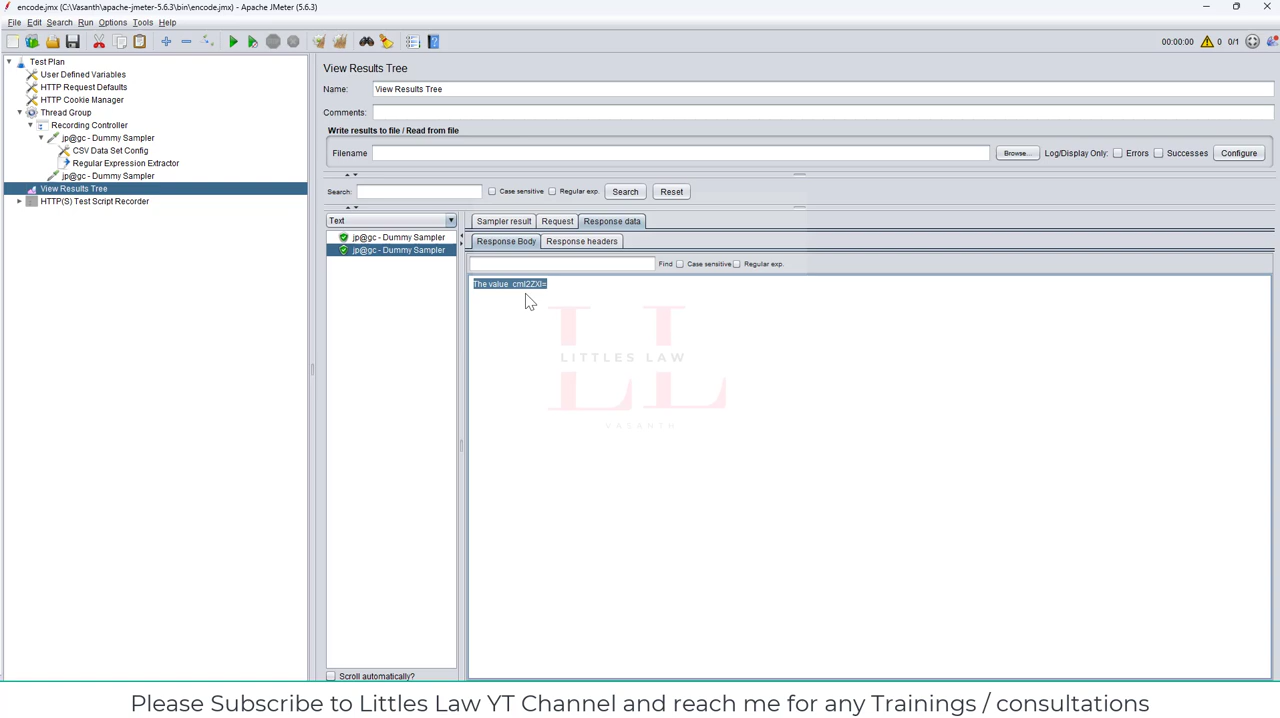 encode.jmx (C:\Vasanth\apache-jmeter-5.6.3\bin\encode.jmx) - Apache JMeter (5.6.3)
File Edit Search Run Options Tools Help
00:00:00 0 0/1
Test Plan
User Defined Variables
HTTP Request Defaults
HTTP Cookie Manager
Thread Group
Recording Controller
jp@gc - Dummy Sampler
CSV Data Set Config
Regular Expression Extractor
jp@gc - Dummy Sampler
View Results Tree
HTTP(S) Test Script Recorder
View Results Tree
Name: View Results Tree
Comments:
Write results to file / Read from file
Filename Browse... Log/Display Only: Errors Successes Configure
Search: Case sensitive Regular exp. Search Reset
Text
jp@gc - Dummy Sampler
jp@gc - Dummy Sampler
Scroll automatically?
Sampler result Request Response data
Response Body Response headers
Find Case sensitive Regular exp.
The value cml2ZXI=
LL
LITTLES LAW
VASANTH
Please Subscribe to Littles Law YT Channel and reach me for any Trainings / consultations